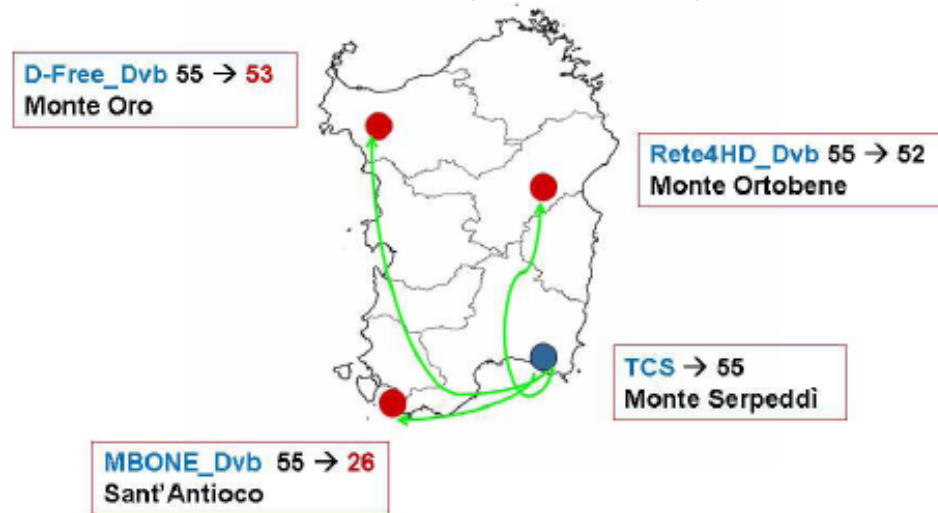 D-Free_Dvb 55 → 53
Monte Oro
Rete4HD_Dvb 55 → 52
Monte Ortobene
TCS → 55
Monte Serpeddì
MBONE_Dvb 55 → 26
Sant'Antioco